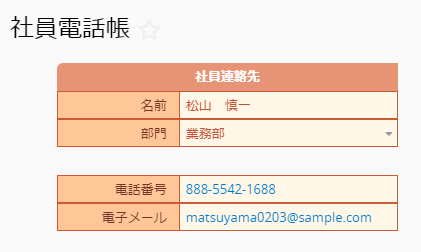 社員電話帳
社員連絡先
名前 松山　慎一
部門 業務部
電話番号 888-5542-1688
電子メール matsuyama0203@sample.com